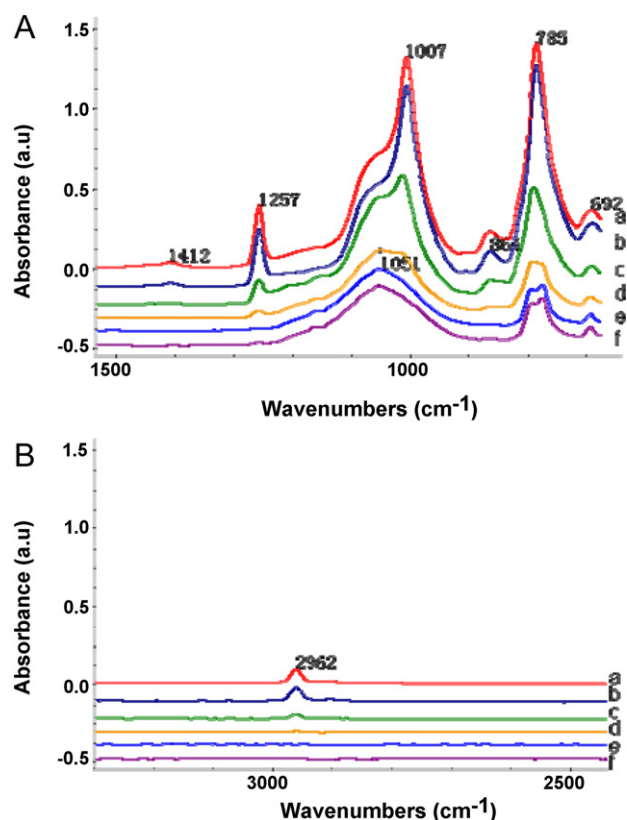 A
1.5
1.0
0.5
0.0
-0.5
Absorbance (a.u)
1412
1257
1007
1051
864
785
692
a
b
c
d
e
f
1500
1000
Wavenumbers (cm-1)
B
1.5
1.0
0.5
0.0
-0.5
Absorbance (a.u)
2962
a
b
c
d
e
f
3000
2500
Wavenumbers (cm-1)